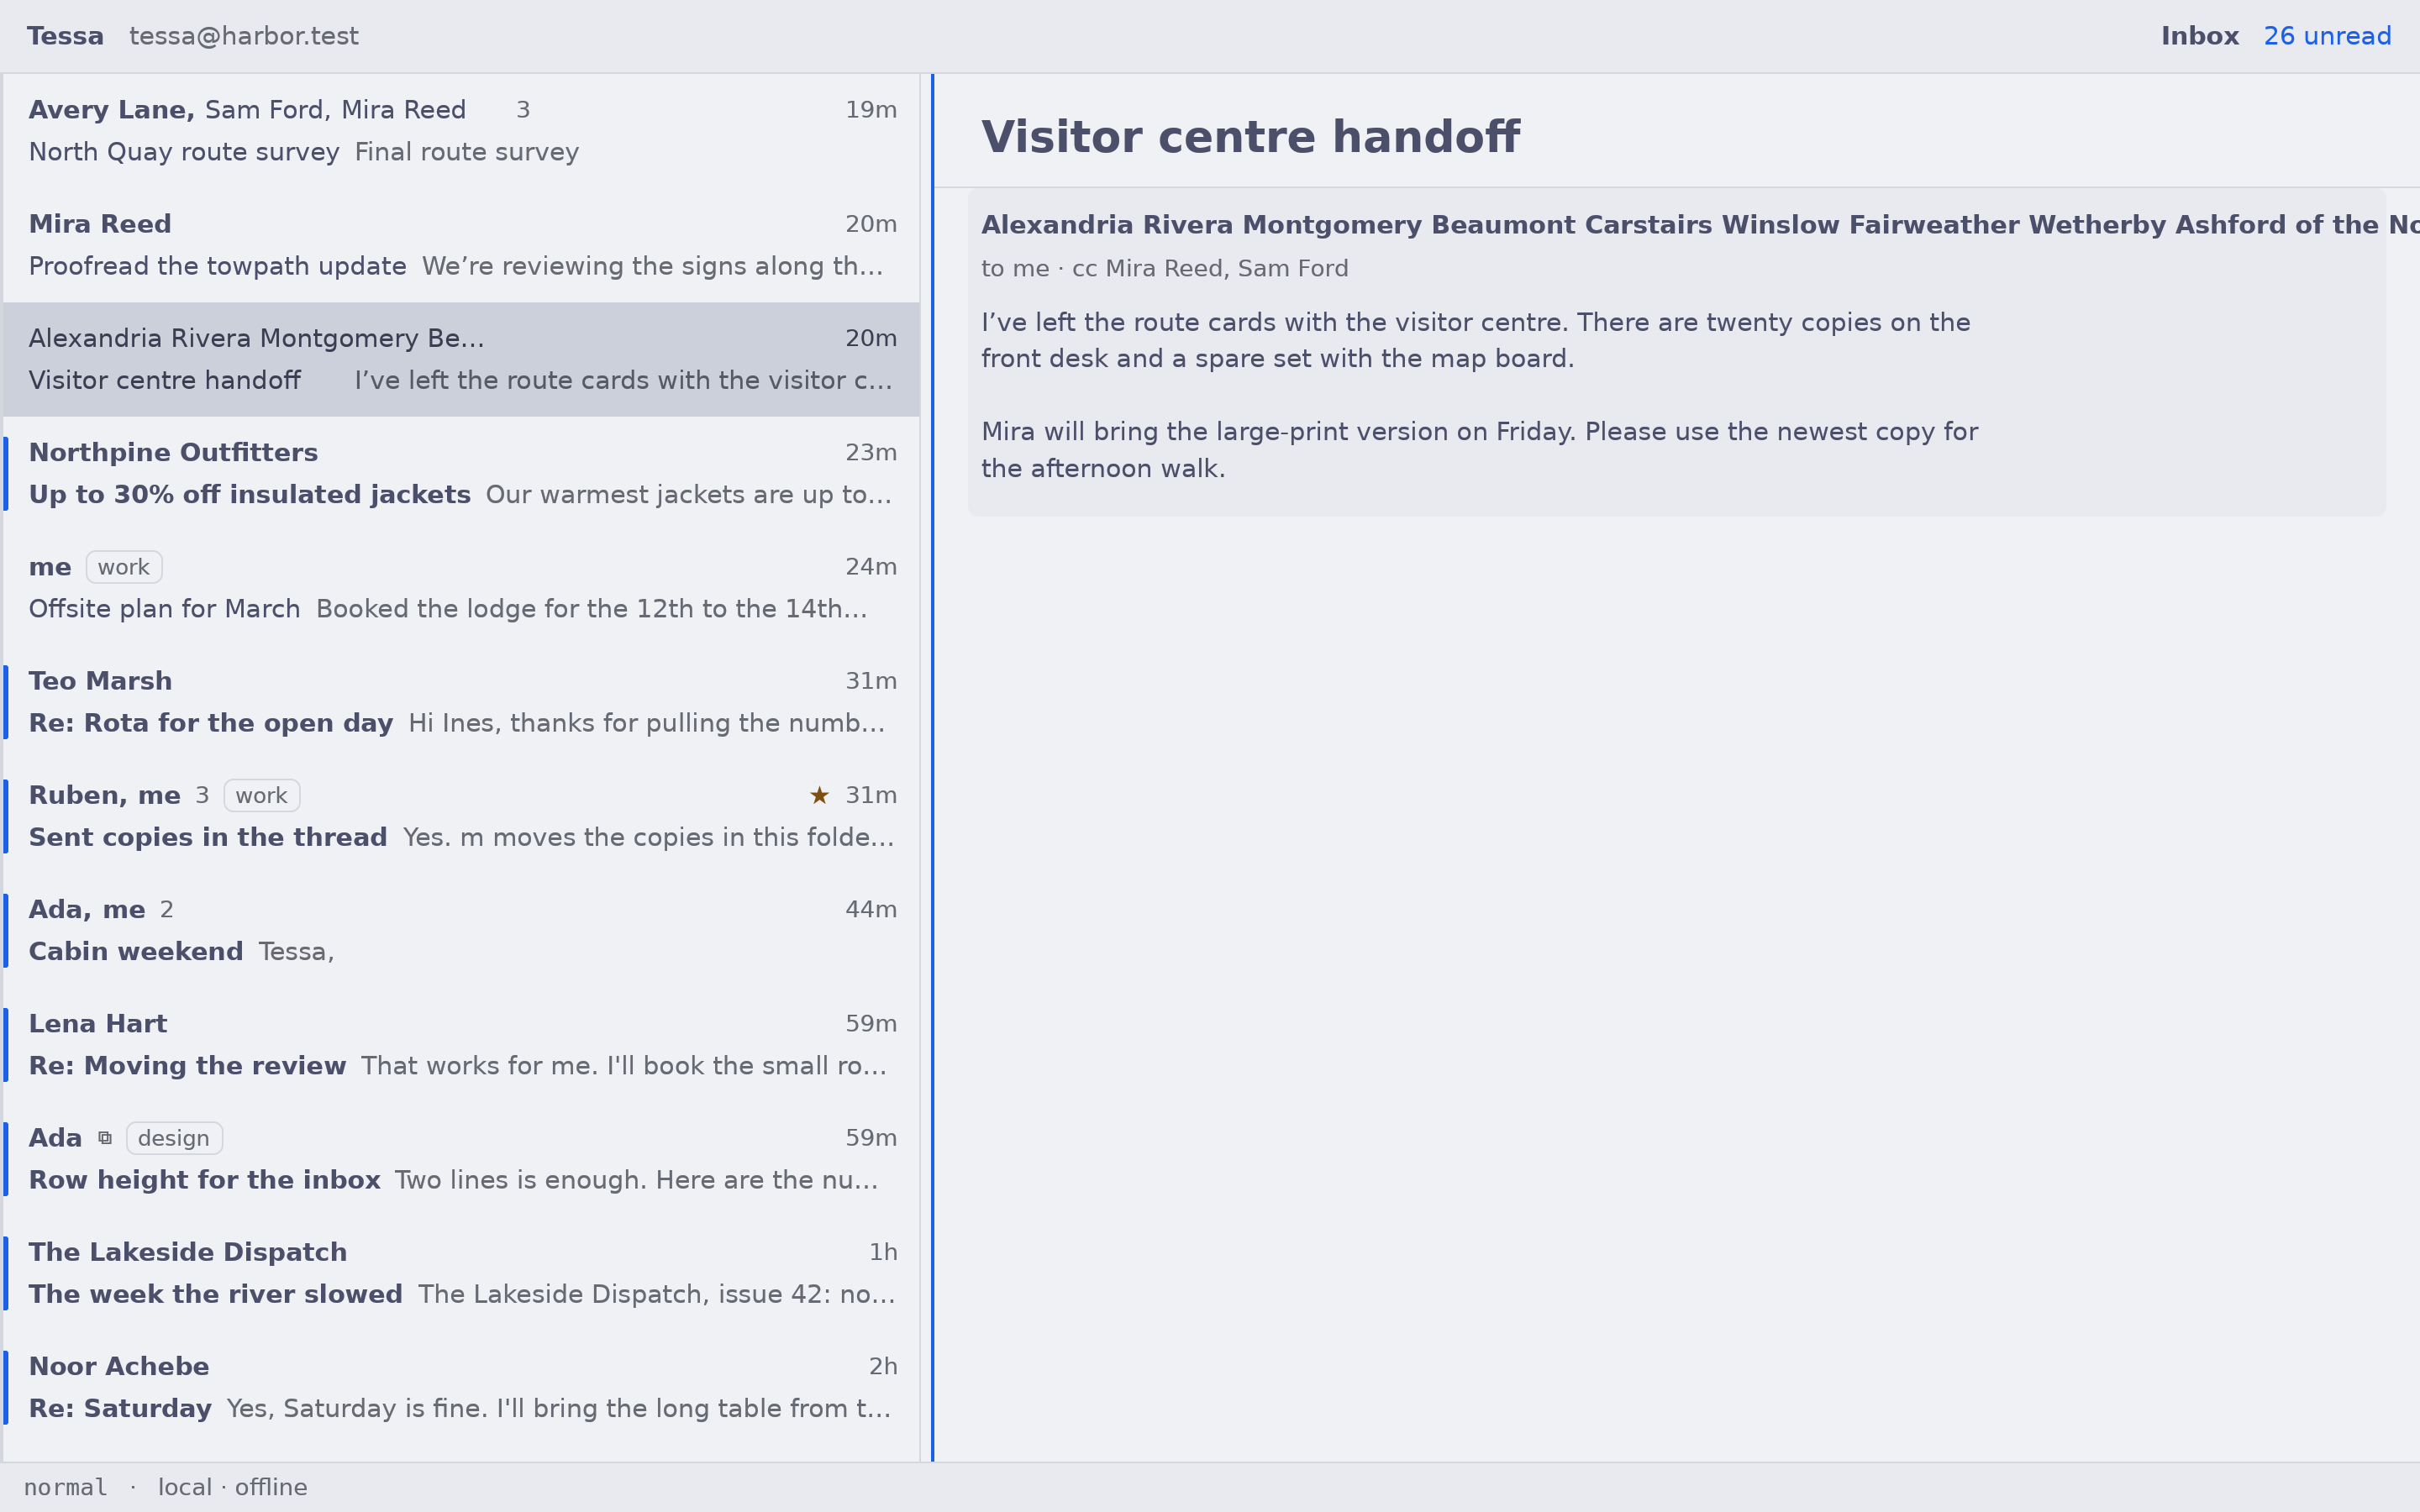 Tessa tessa@harbor.test
Inbox 26 unread
Avery Lane, Sam Ford, Mira Reed 3 19m
North Quay route survey Final route survey
Mira Reed 20m
Proofread the towpath update We’re reviewing the signs along th…
Alexandria Rivera Montgomery Be… 20m
Visitor centre handoff I’ve left the route cards with the visitor c…
Northpine Outfitters 23m
Up to 30% off insulated jackets Our warmest jackets are up to…
me work 24m
Offsite plan for March Booked the lodge for the 12th to the 14th…
Teo Marsh 31m
Re: Rota for the open day Hi Ines, thanks for pulling the numb…
Ruben, me 3 work ★ 31m
Sent copies in the thread Yes. m moves the copies in this folde…
Ada, me 2 44m
Cabin weekend Tessa,
Lena Hart 59m
Re: Moving the review That works for me. I'll book the small ro…
Ada ⧉ design 59m
Row height for the inbox Two lines is enough. Here are the nu…
The Lakeside Dispatch 1h
The week the river slowed The Lakeside Dispatch, issue 42: no…
Noor Achebe 2h
Re: Saturday Yes, Saturday is fine. I'll bring the long table from t…
Visitor centre handoff
Alexandria Rivera Montgomery Beaumont Carstairs Winslow Fairweather Wetherby Ashford of the
to me · cc Mira Reed, Sam Ford
I’ve left the route cards with the visitor centre. There are twenty copies on the
front desk and a spare set with the map board.
Mira will bring the large-print version on Friday. Please use the newest copy for
the afternoon walk.
normal · local · offline